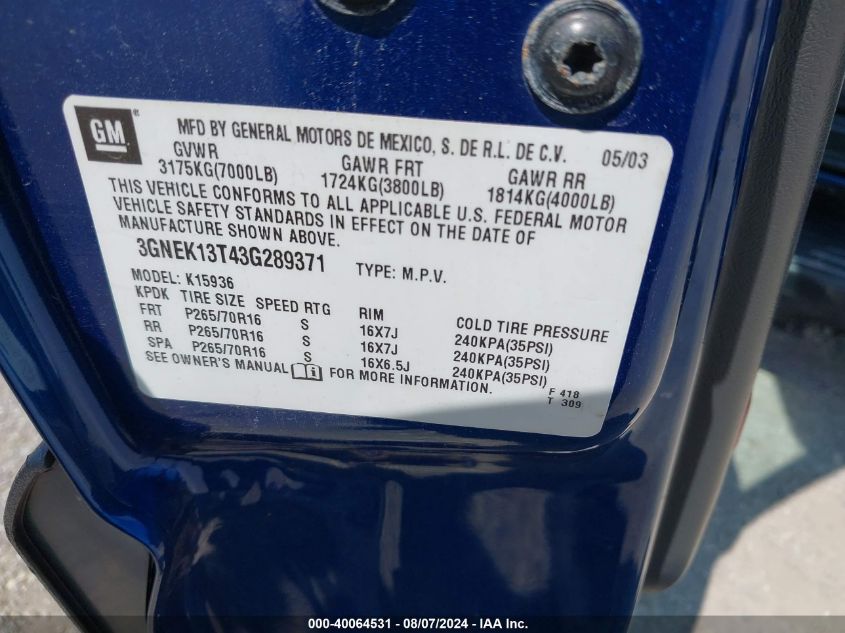 GM
MFD BY GENERAL MOTORS DE MEXICO, S. DE R.L. DE C.V. 05/03
GVWR GAWR FRT GAWR RR
3175KG(7000LB) 1724KG(3800LB) 1814KG(4000LB)
THIS VEHICLE CONFORMS TO ALL APPLICABLE U.S. FEDERAL MOTOR
VEHICLE SAFETY STANDARDS IN EFFECT ON THE DATE OF
MANUFACTURE SHOWN ABOVE.
3GNEK13T43G289371 TYPE: M.P.V.
MODEL: K15936
KPDK TIRE SIZE SPEED RTG RIM COLD TIRE PRESSURE
FRT P265/70R16 S 16X7J 240KPA(35PSI)
RR P265/70R16 S 16X7J 240KPA(35PSI)
SPA P265/70R16 S 16X6.5J 240KPA(35PSI)
SEE OWNER'S MANUAL FOR MORE INFORMATION.
F 418
T 309
000-40064531 - 08/07/2024 - IAA Inc.